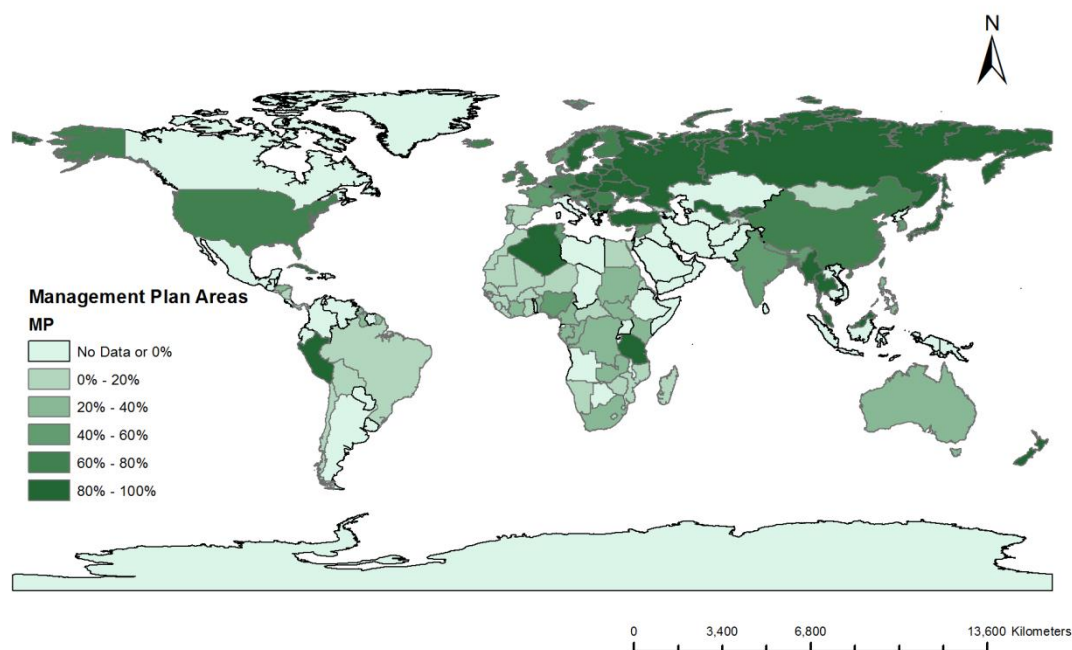 N
Management Plan Areas
MP
No Data or 0%
0% - 20%
20% - 40%
40% - 60%
60% - 80%
80% - 100%
0 3,400 6,800 13,600 Kilometers